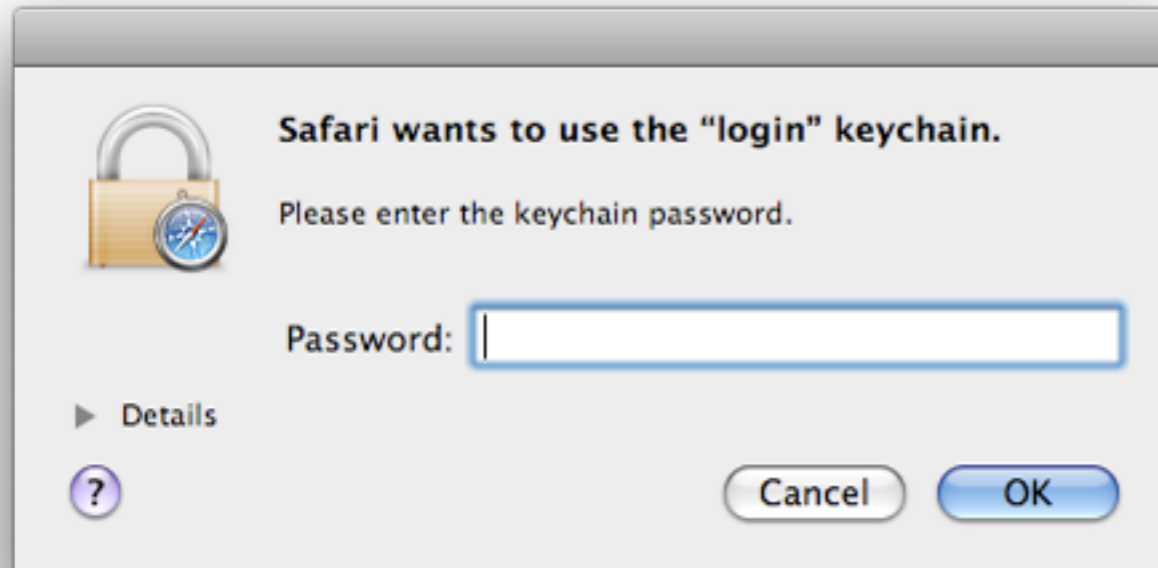 Safari wants to use the “login” keychain.
Please enter the keychain password.
Password:
Details
?
Cancel
OK